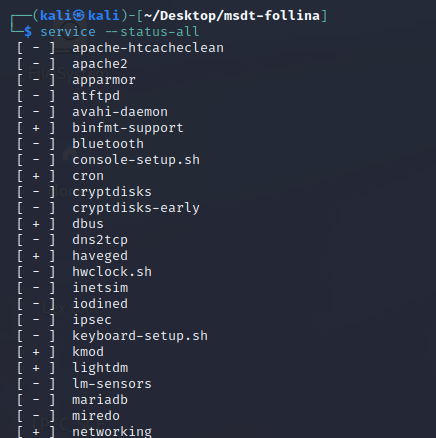 ┌──(kali㉿kali)-[~/Desktop/msdt-follina]
└─$ service --status-all
[ - ]  apache-htcacheclean
[ - ]  apache2
[ - ]  apparmor
[ - ]  atftpd
[ - ]  avahi-daemon
[ + ]  binfmt-support
[ - ]  bluetooth
[ - ]  console-setup.sh
[ + ]  cron
[ - ]  cryptdisks
[ - ]  cryptdisks-early
[ + ]  dbus
[ - ]  dns2tcp
[ + ]  haveged
[ - ]  hwclock.sh
[ - ]  inetsim
[ - ]  iodined
[ - ]  ipsec
[ - ]  keyboard-setup.sh
[ + ]  kmod
[ + ]  lightdm
[ - ]  lm-sensors
[ - ]  mariadb
[ - ]  miredo
[ + ]  networking